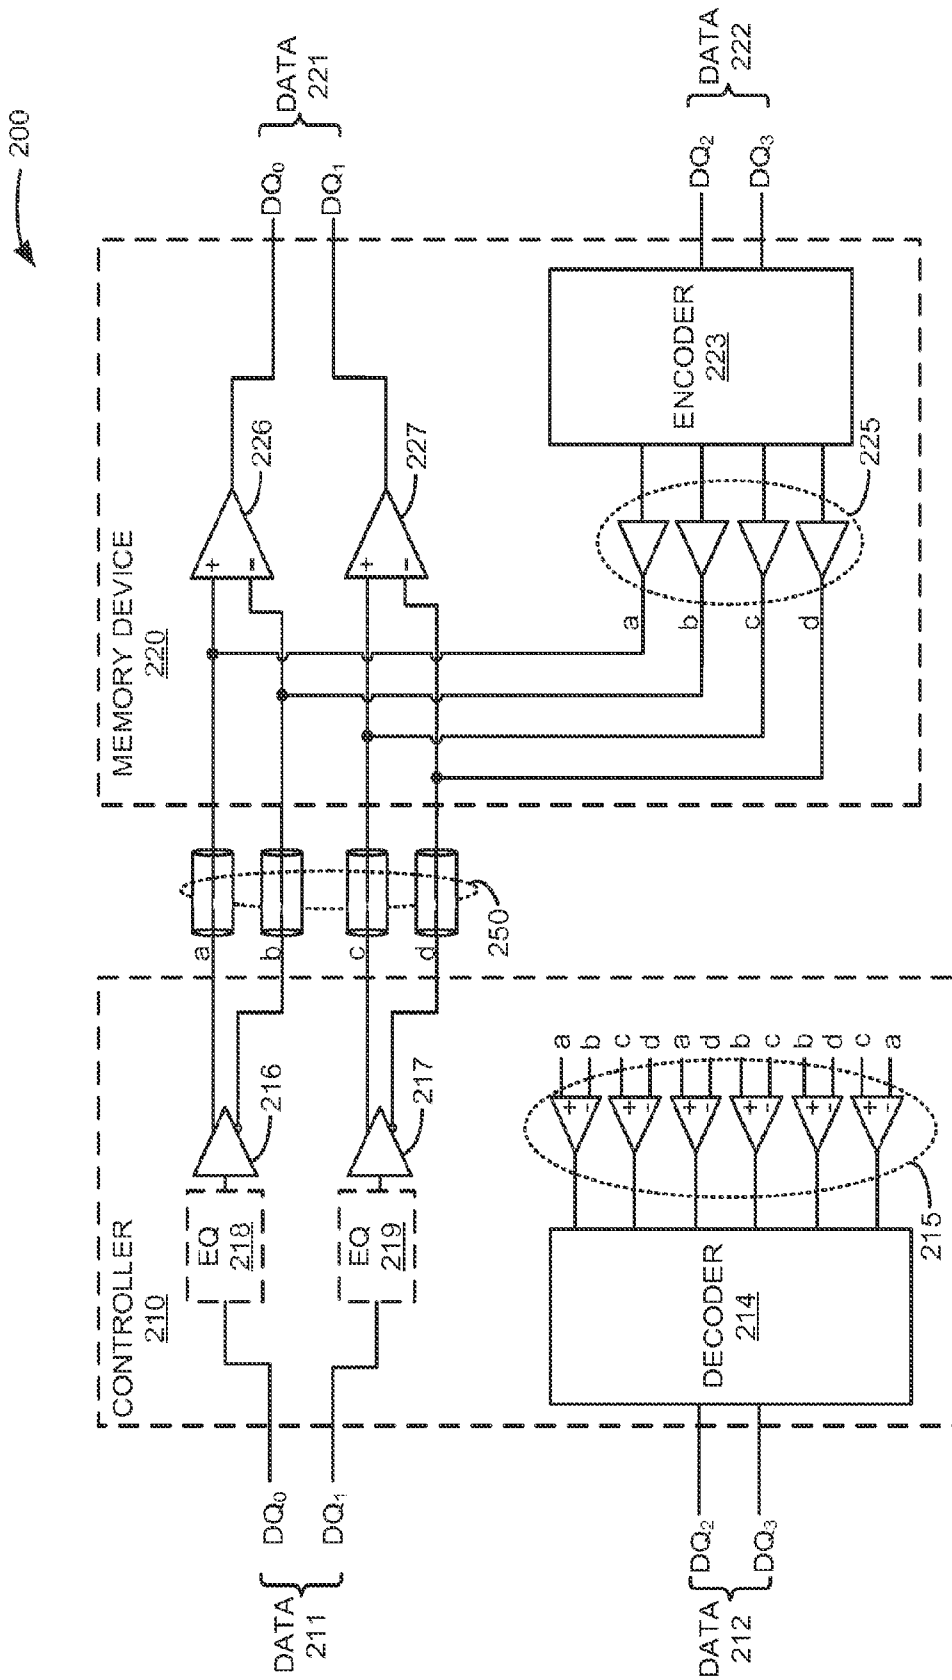 200
CONTROLLER
210
MEMORY DEVICE
220
DQ₀
DQ₁
DATA
211
EQ
218
EQ
219
216
217
a
b
c
d
250
+
−
+
−
226
227
DQ₀
DQ₁
DATA
221
DQ₂
DQ₃
DATA
212
DECODER
214
+
−
+
−
+
−
+
−
+
−
+
−
a
b
c
d
a
d
b
c
b
d
c
a
215
a
b
c
d
225
ENCODER
223
DQ₂
DQ₃
DATA
222